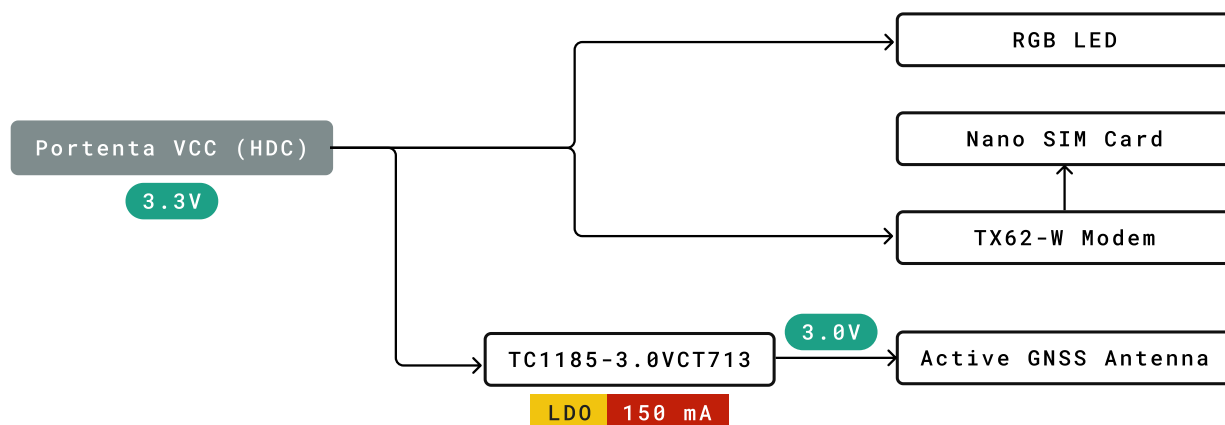 RGB LED
Portenta VCC (HDC)
3.3V
Nano SIM Card
TX62-W Modem
TC1185-3.0VCT713
3.0V
Active GNSS Antenna
LDO 150 mA